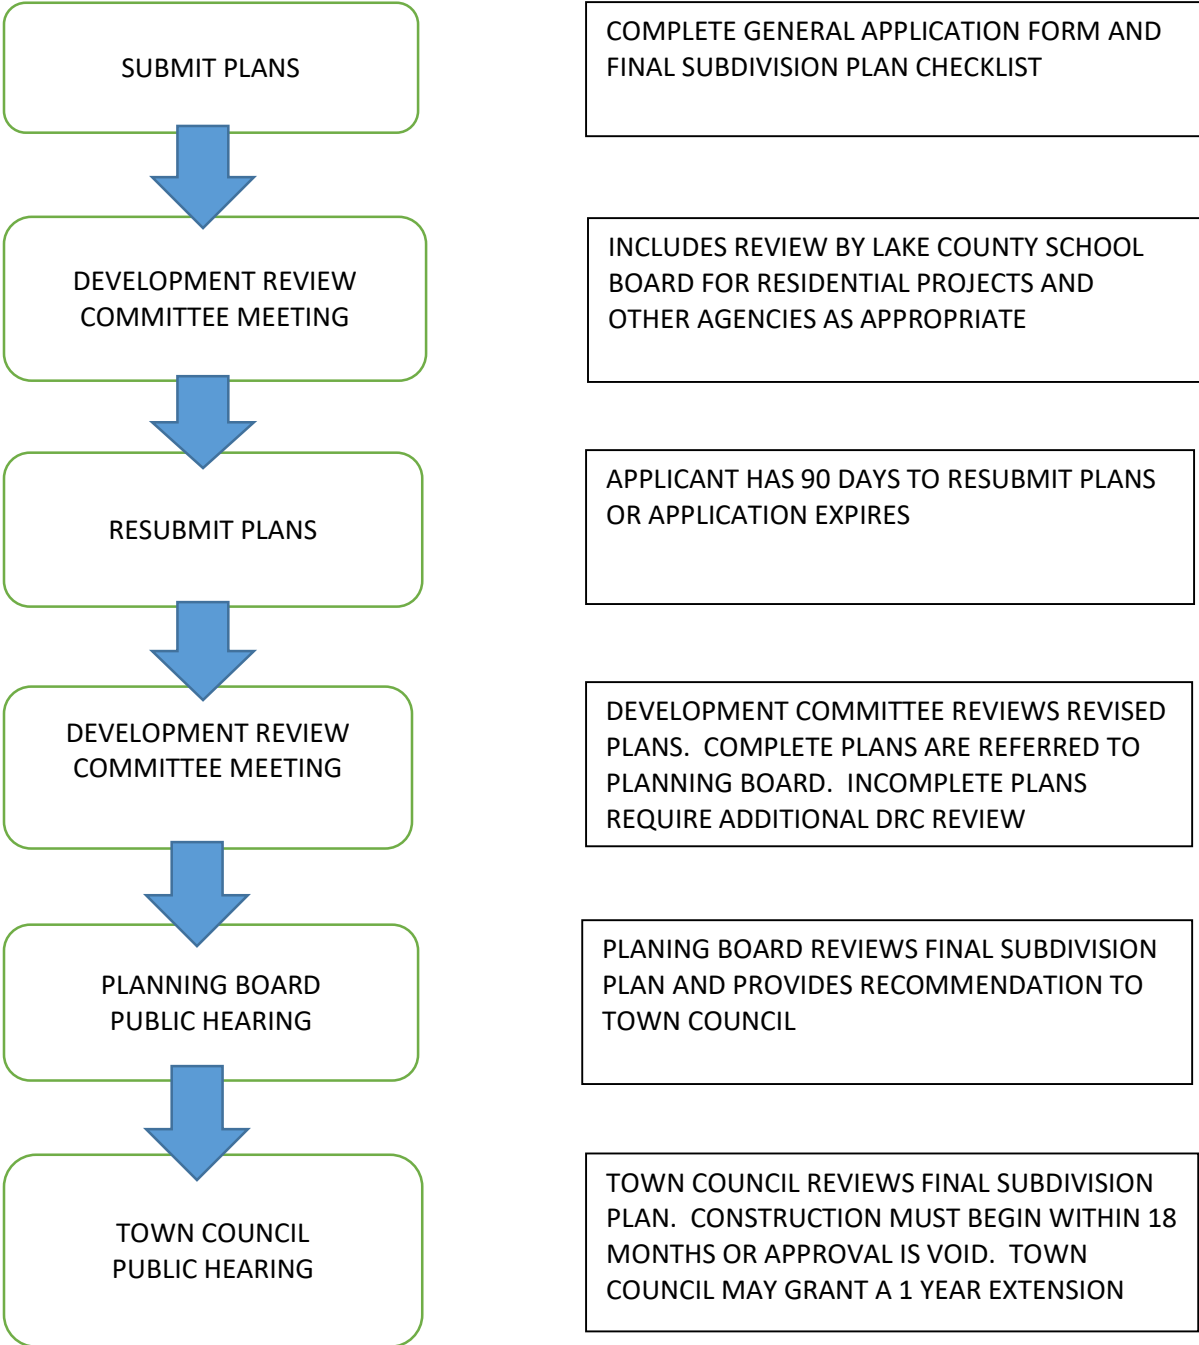 SUBMIT PLANS
COMPLETE GENERAL APPLICATION FORM AND
FINAL SUBDIVISION PLAN CHECKLIST
DEVELOPMENT REVIEW
COMMITTEE MEETING
INCLUDES REVIEW BY LAKE COUNTY SCHOOL
BOARD FOR RESIDENTIAL PROJECTS AND
OTHER AGENCIES AS APPROPRIATE
RESUBMIT PLANS
APPLICANT HAS 90 DAYS TO RESUBMIT PLANS
OR APPLICATION EXPIRES
DEVELOPMENT REVIEW
COMMITTEE MEETING
DEVELOPMENT COMMITTEE REVIEWS REVISED
PLANS.  COMPLETE PLANS ARE REFERRED TO
PLANNING BOARD.  INCOMPLETE PLANS
REQUIRE ADDITIONAL DRC REVIEW
PLANNING BOARD
PUBLIC HEARING
PLANING BOARD REVIEWS FINAL SUBDIVISION
PLAN AND PROVIDES RECOMMENDATION TO
TOWN COUNCIL
TOWN COUNCIL
PUBLIC HEARING
TOWN COUNCIL REVIEWS FINAL SUBDIVISION
PLAN.  CONSTRUCTION MUST BEGIN WITHIN 18
MONTHS OR APPROVAL IS VOID.  TOWN
COUNCIL MAY GRANT A 1 YEAR EXTENSION